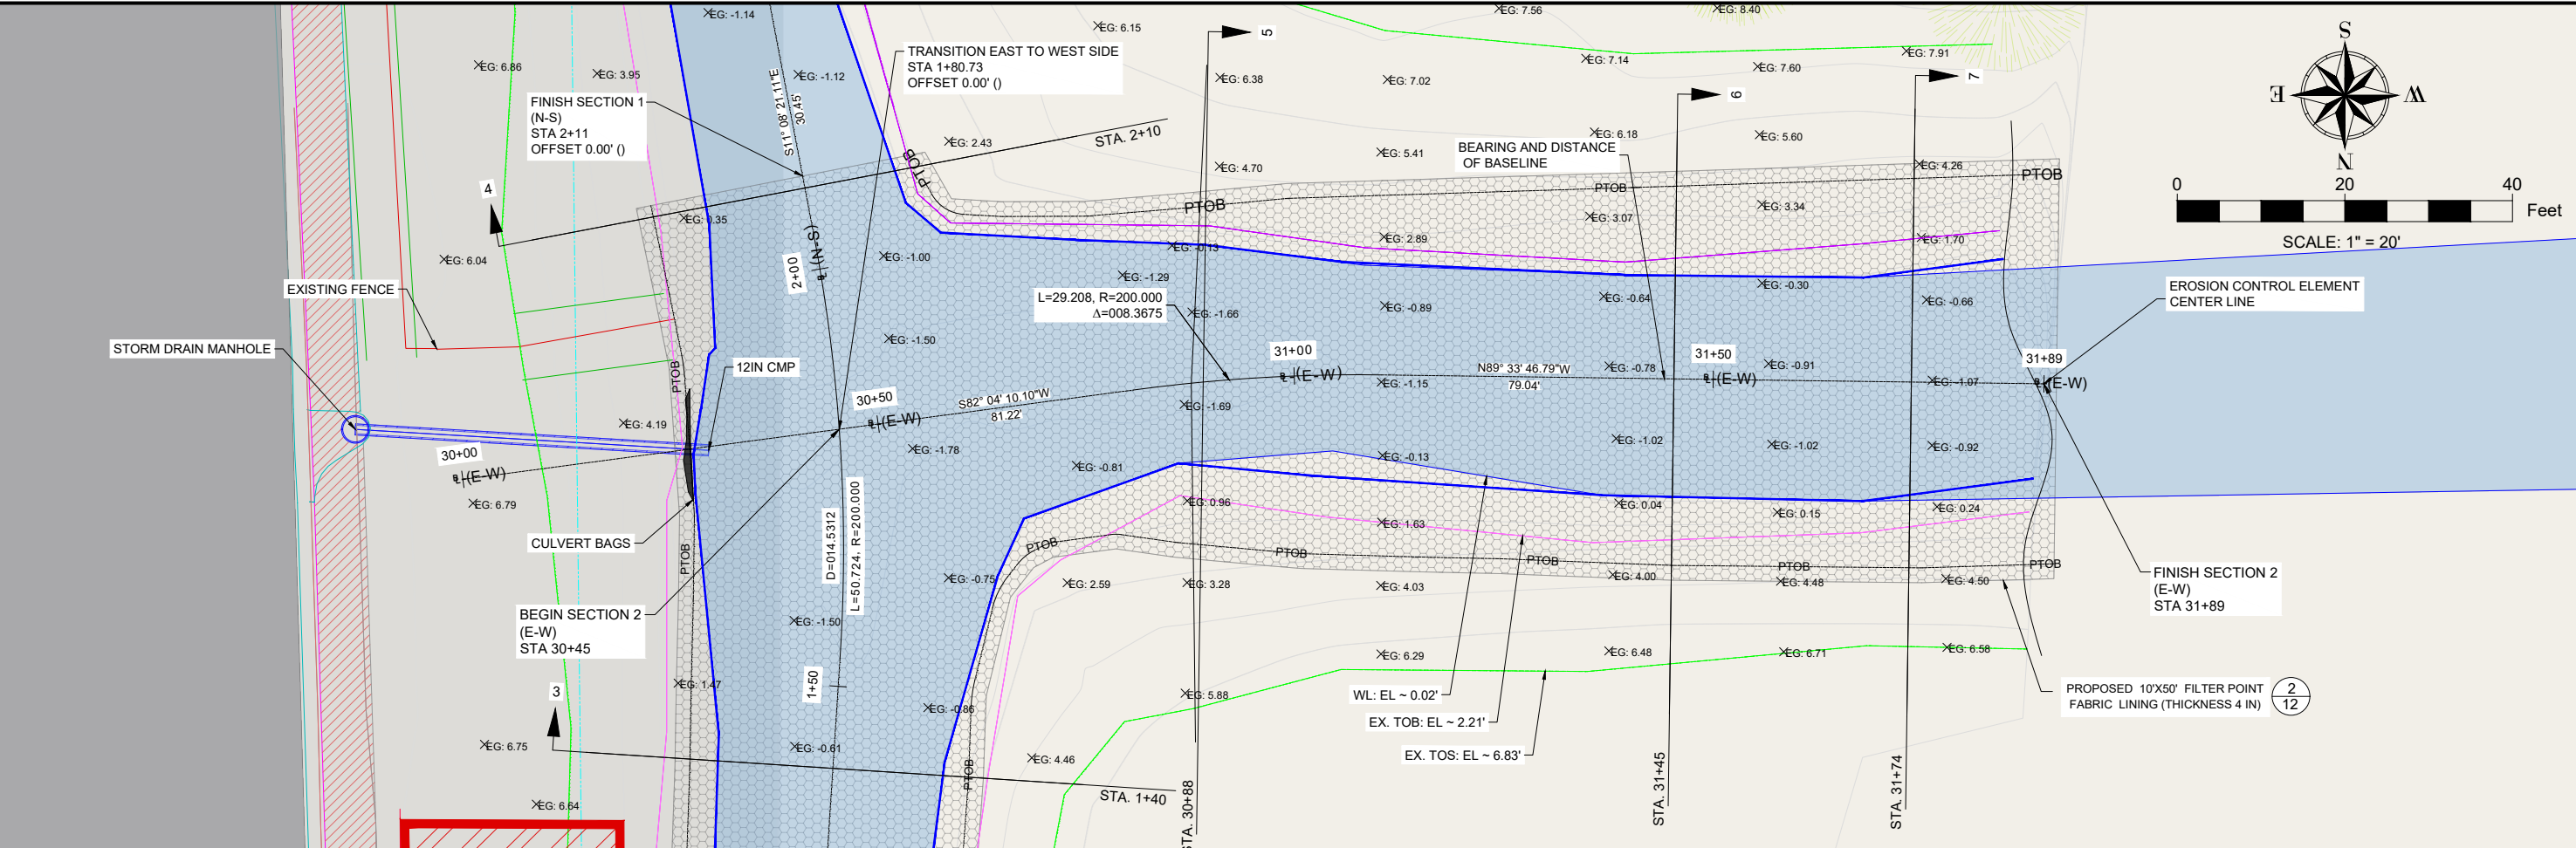 EG: -1.14
EG: 6.15
EG: 7.56
EG: 8.40
5
S
TRANSITION EAST TO WEST SIDE
STA 1+80.73
OFFSET 0.00' ()
EG: 6.86
EG: 3.95
EG: -1.12
EG: 6.38
EG: 7.02
EG: 7.14
EG: 7.60
EG: 7.91
7
6
E
W
N
FINISH SECTION 1
(N-S)
STA 2+11
OFFSET 0.00' ()
S11° 08' 21.11"E
30.45'
EG: 2.43
STA. 2+10
EG: 4.70
EG: 5.41
BEARING AND DISTANCE
OF BASELINE
EG: 6.18
EG: 5.60
EG: 4.26
0
20
40
Feet
SCALE: 1" = 20'
PTOB
PTOB
PTOB
PTOB
4
EG: 0.35
EG: 6.04
(N-S)
2+00
EG: -1.00
EG: -0.13
EG: 2.89
EG: 3.07
EG: 3.34
EG: 1.70
EXISTING FENCE
EG: -1.29
L=29.208, R=200.000
Δ=008.3675
EG: -1.66
EG: -0.89
EG: -0.64
EG: -0.30
EG: -0.66
EROSION CONTROL ELEMENT
CENTER LINE
STORM DRAIN MANHOLE
EG: -1.50
12IN CMP
PTOB
31+00
℄ (E-W)
N89° 33' 46.79"W
79.04'
EG: -1.15
EG: -0.78
31+50
℄ (E-W)
EG: -0.91
EG: -1.07
31+89
℄ (E-W)
30+50
℄ (E-W)
S82° 04' 10.10"W
81.22'
EG: -1.69
EG: 4.19
30+00
℄ (E-W)
EG: -1.78
EG: -0.81
EG: -0.13
EG: -1.02
EG: -1.02
EG: -0.92
EG: 6.79
EG: 0.96
EG: 1.63
EG: 0.04
EG: 0.15
EG: 0.24
CULVERT BAGS
PTOB
D=014.5312
L=50.724, R=200.000
PTOB
PTOB
PTOB
PTOB
PTOB
EG: -0.75
EG: 2.59
EG: 3.28
EG: 4.03
EG: 4.00
EG: 4.48
EG: 4.50
FINISH SECTION 2
(E-W)
STA 31+89
BEGIN SECTION 2
(E-W)
STA 30+45
EG: -1.50
EG: 6.29
EG: 6.48
EG: 6.71
EG: 6.58
3
EG: 1.47
1+50
EG: -0.86
EG: 5.88
WL: EL ~ 0.02'
EX. TOB: EL ~ 2.21'
EX. TOS: EL ~ 6.83'
PROPOSED 10'X50' FILTER POINT
FABRIC LINING (THICKNESS 4 IN)
2
12
EG: 6.75
EG: -0.61
EG: 4.46
PTOB
STA. 1+40
STA. 30+88
STA. 31+45
STA. 31+74
EG: 6.64